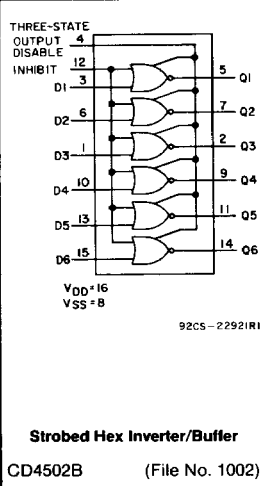 THREE-STATE
OUTPUT 4
DISABLE
INHIBIT 12
D1 3 5 Q1
D2 6 7 Q2
D3 1 2 Q3
D4 10 9 Q4
D5 13 11 Q5
D6 15 14 Q6
VDD=16
VSS=8
92CS-22921R1
Strobed Hex Inverter/Buffer
CD4502B (File No. 1002)